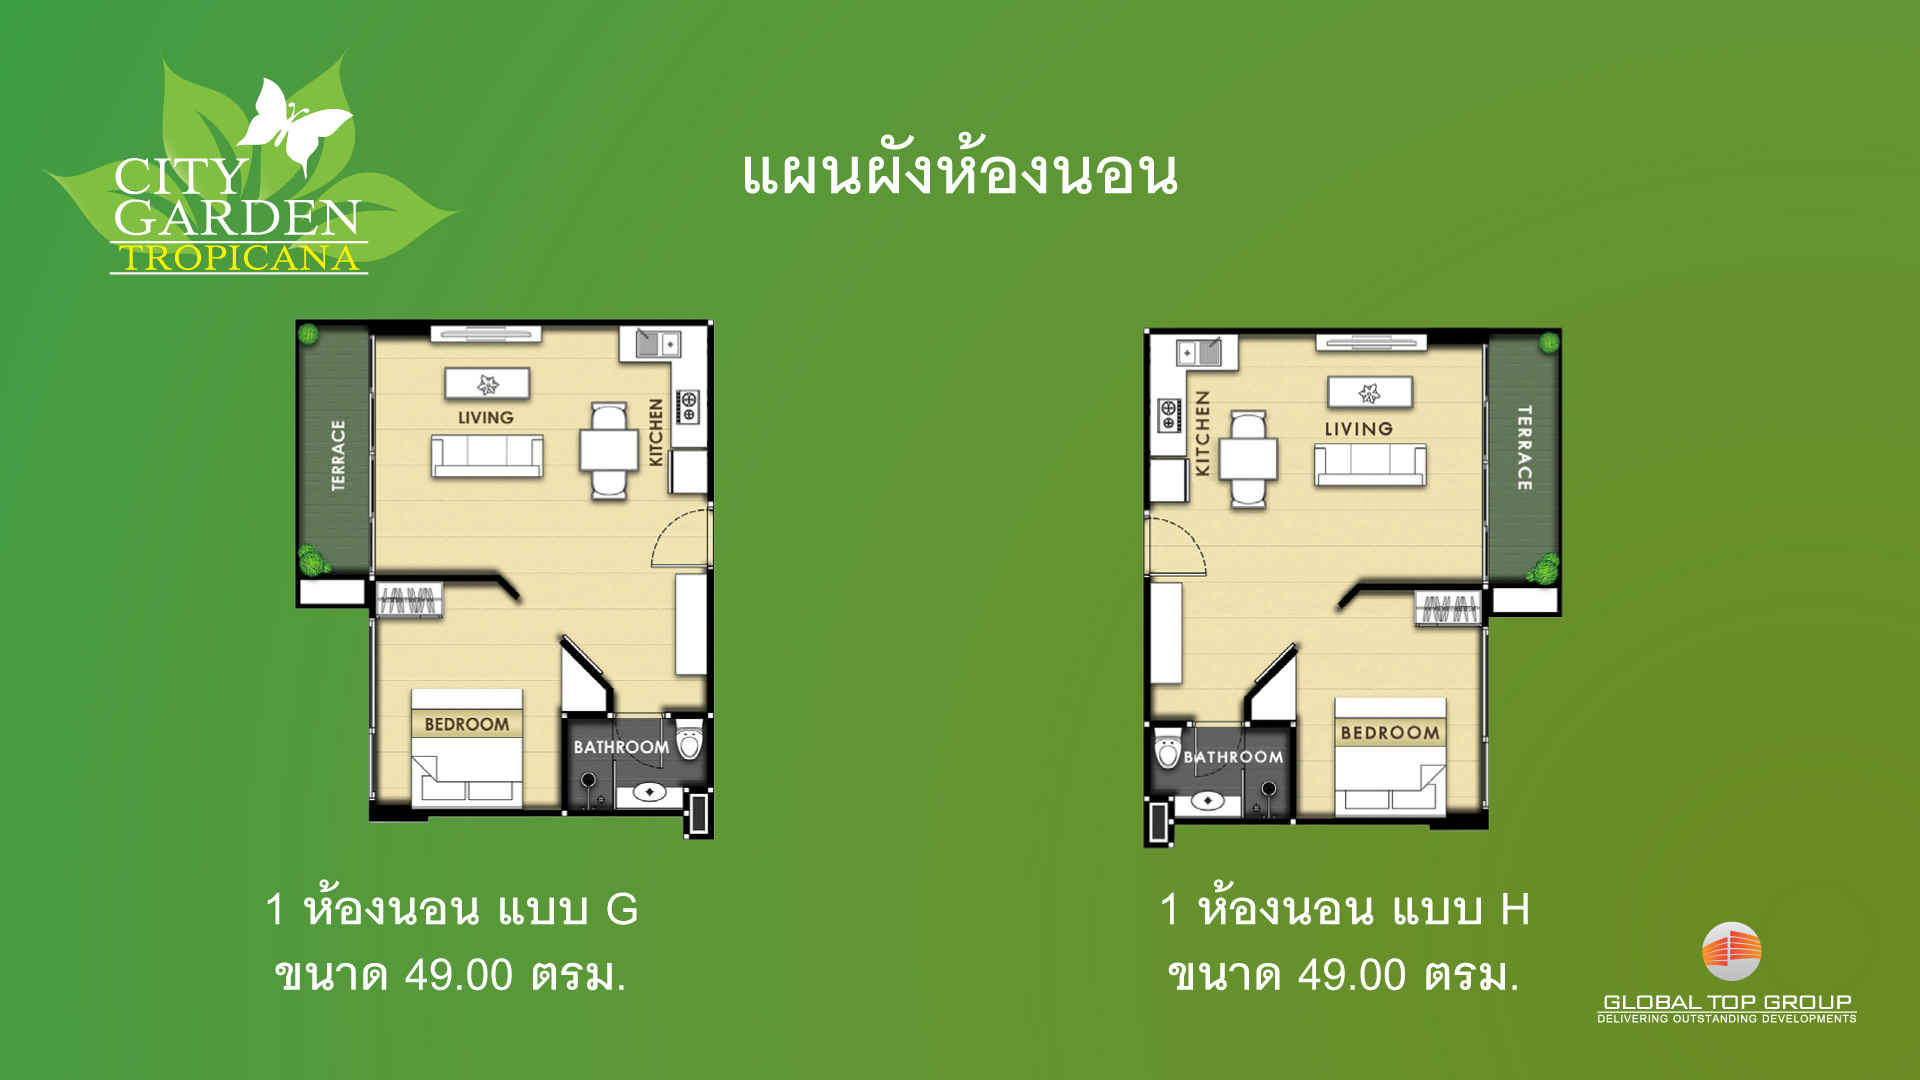 CITY
GARDEN
TROPICANA
แผนผังห้องนอน
LIVING
KITCHEN
TERRACE
BEDROOM
BATHROOM
1 ห้องนอน แบบ G
ขนาด 49.00 ตรม.
KITCHEN
LIVING
TERRACE
BEDROOM
BATHROOM
1 ห้องนอน แบบ H
ขนาด 49.00 ตรม.
GLOBAL TOP GROUP
DELIVERING OUTSTANDING DEVELOPMENTS